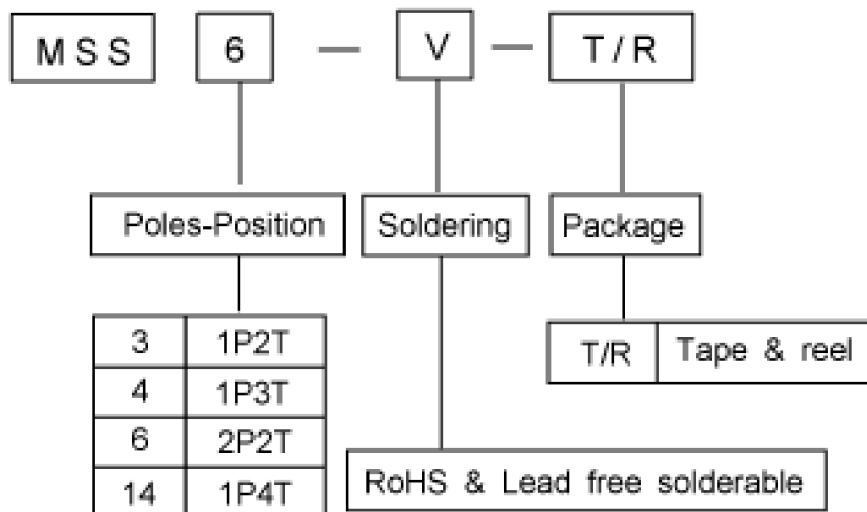 M S S 6 — V — T / R
Poles-Position Soldering Package
3 1P2T
4 1P3T
6 2P2T
14 1P4T
T/R Tape & reel
RoHS & Lead free solderable